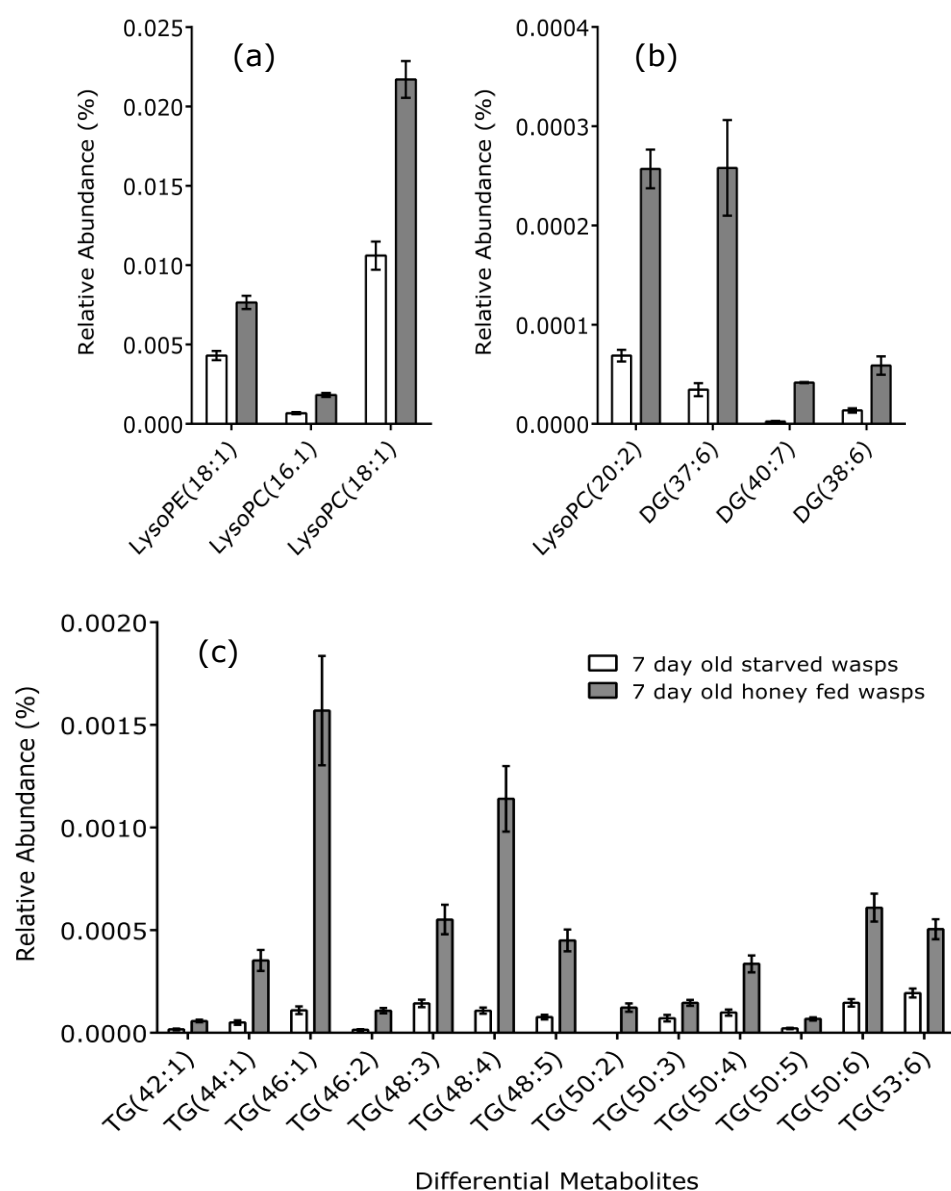 (a)
Relative Abundance (%)
0.025
0.020
0.015
0.010
0.005
0.000
LysoPE(18:1)
LysoPC(16.1)
LysoPC(18:1)
(b)
Relative Abundance (%)
0.0004
0.0003
0.0002
0.0001
0.0000
LysoPC(20:2)
DG(37:6)
DG(40:7)
DG(38:6)
(c)
Relative Abundance (%)
0.0020
0.0015
0.0010
0.0005
0.0000
7 day old starved wasps
7 day old honey fed wasps
TG(42:1)
TG(44:1)
TG(46:1)
TG(46:2)
TG(48:3)
TG(48:4)
TG(48:5)
TG(50:2)
TG(50:3)
TG(50:4)
TG(50:5)
TG(50:6)
TG(53:6)
Differential Metabolites